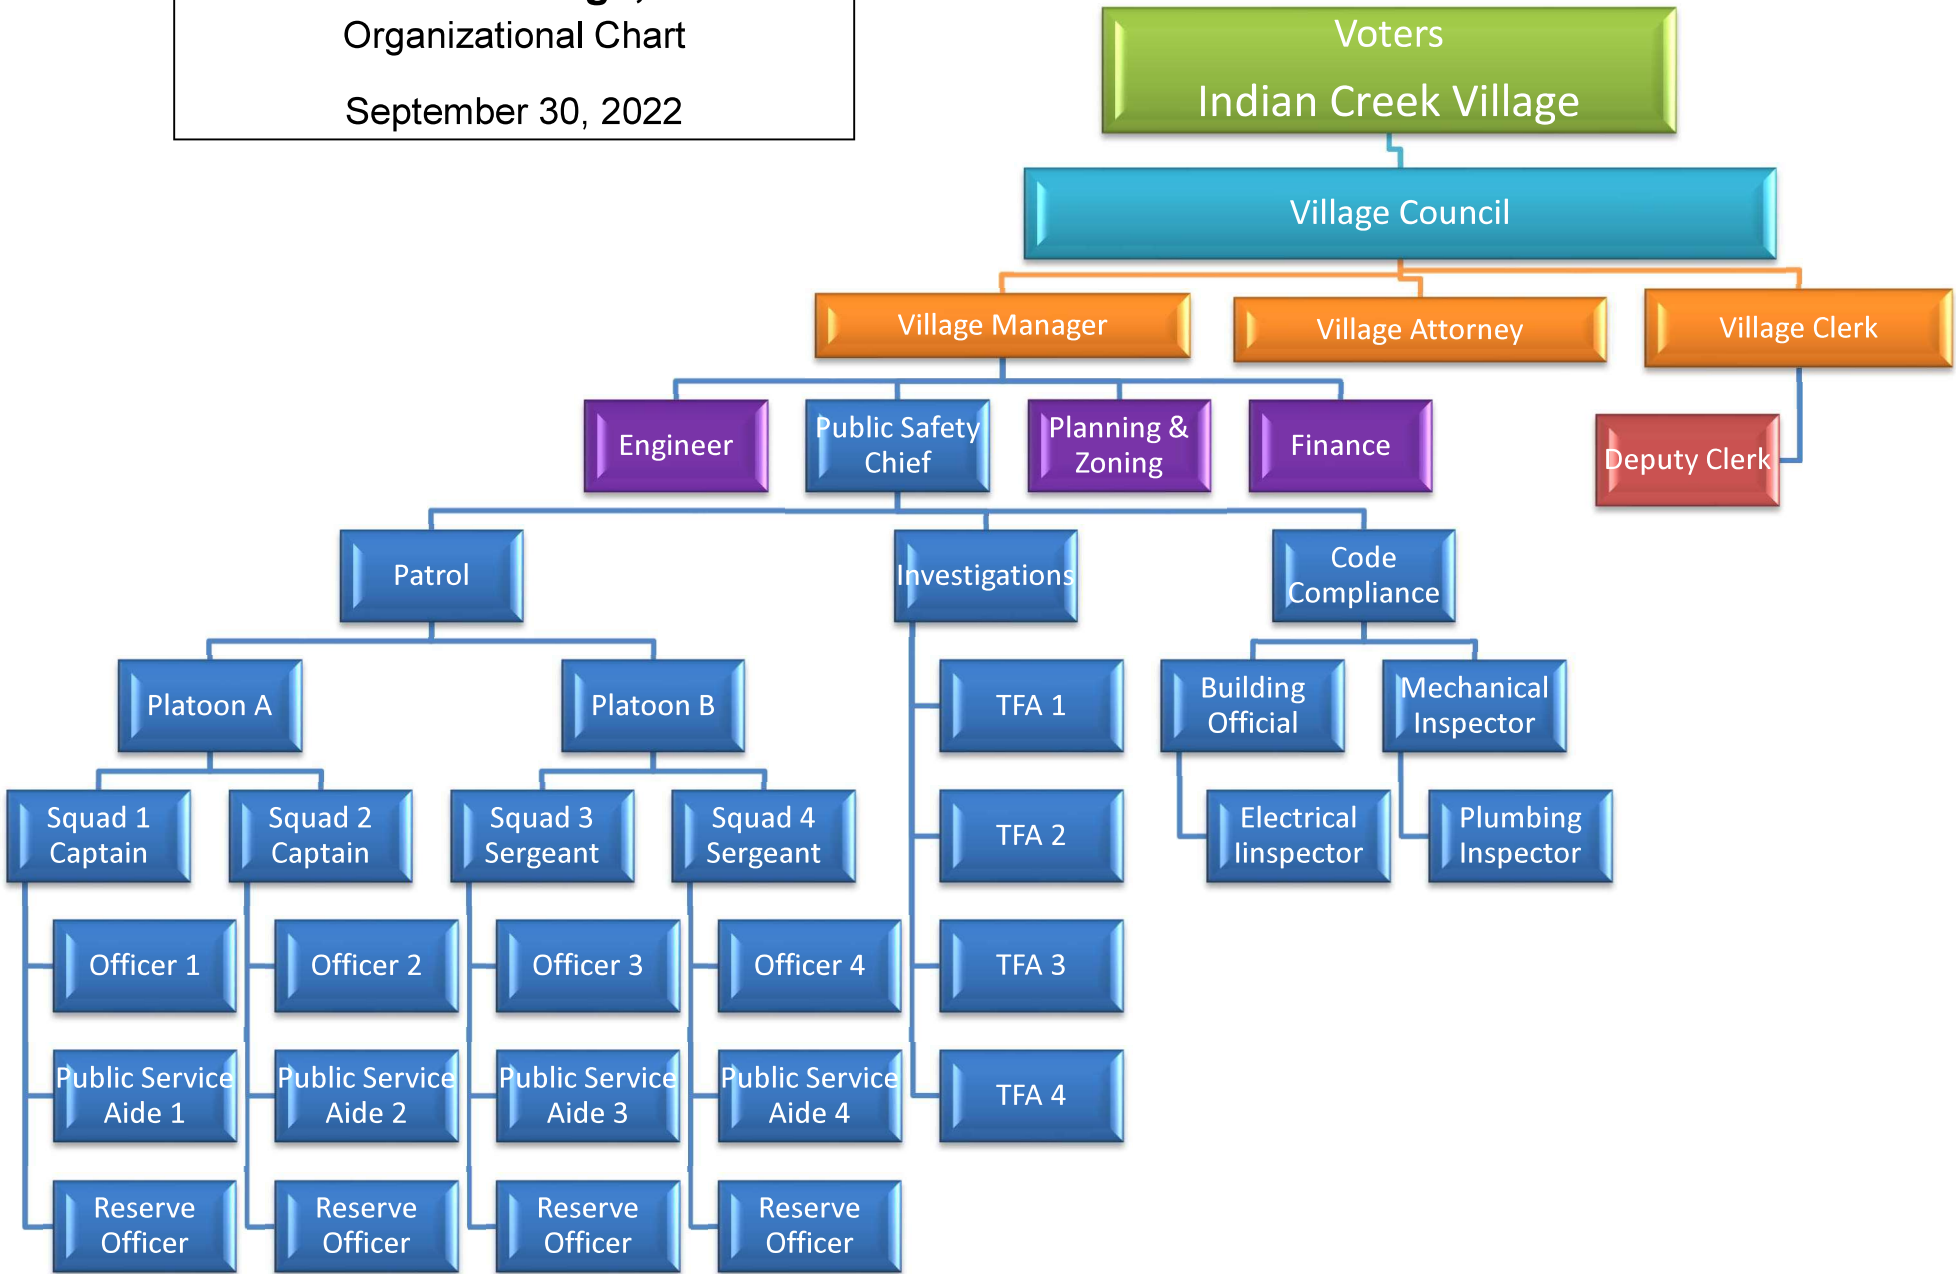 Organizational Chart
September 30, 2022
Voters
Indian Creek Village
Village Council
Village Manager
Village Attorney
Village Clerk
Engineer
Public Safety
Chief
Planning &
Zoning
Finance
Deputy Clerk
Patrol
Investigations
Code
Compliance
Platoon A
Platoon B
TFA 1
Building
Official
Mechanical
Inspector
Squad 1
Captain
Squad 2
Captain
Squad 3
Sergeant
Squad 4
Sergeant
TFA 2
Electrical
Iinspector
Plumbing
Inspector
Officer 1
Officer 2
Officer 3
Officer 4
TFA 3
Public Service
Aide 1
Public Service
Aide 2
Public Service
Aide 3
Public Service
Aide 4
TFA 4
Reserve
Officer
Reserve
Officer
Reserve
Officer
Reserve
Officer